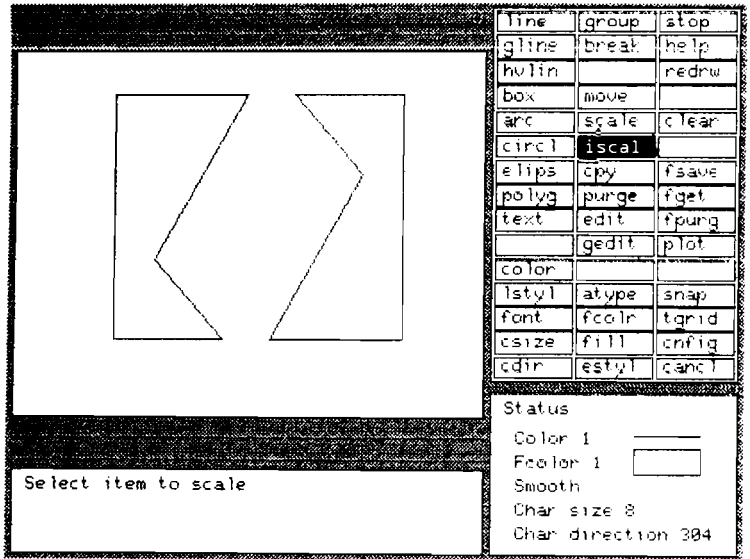 line group stop
gline break help
hvlin redrw
box move
arc scale clear
circl iscal
elips cpy fsave
polyg purge fget
text edit fpurg
gedit plot
color
lstyl atype snap
font fcolr tgrid
csize fill cnfig
cdir estyl cancl
Status
Color 1
Fcolor 1
Smooth
Char size 8
Char direction 304
Select item to scale